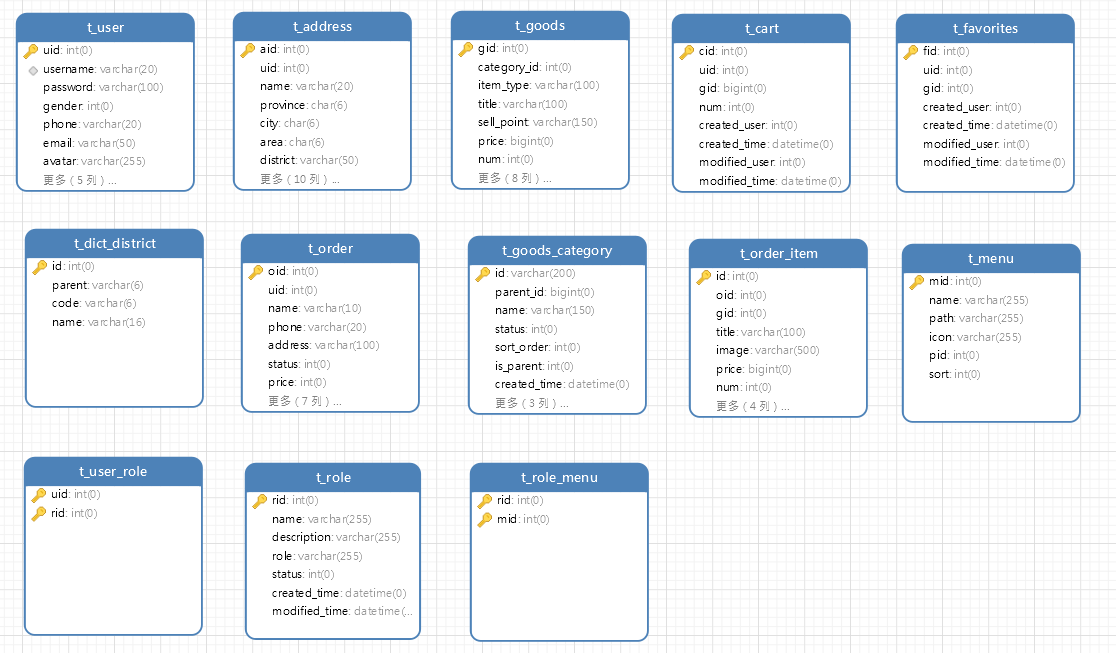 t_user
uid: int(0)
username: varchar(20)
password: varchar(100)
gender: int(0)
phone: varchar(20)
email: varchar(50)
avatar: varchar(255)
更多 ( 5 列 ) ...
t_address
aid: int(0)
uid: int(0)
name: varchar(20)
province: char(6)
city: char(6)
area: char(6)
district: varchar(50)
更多 ( 10 列 ) ...
t_goods
gid: int(0)
category_id: int(0)
item_type: varchar(100)
title: varchar(100)
sell_point: varchar(150)
price: bigint(0)
num: int(0)
更多 ( 8 列 ) ...
t_cart
cid: int(0)
uid: int(0)
gid: bigint(0)
num: int(0)
created_user: int(0)
created_time: datetime(0)
modified_user: int(0)
modified_time: datetime(0)
t_favorites
fid: int(0)
uid: int(0)
gid: int(0)
created_user: int(0)
created_time: datetime(0)
modified_user: int(0)
modified_time: datetime(0)
t_dict_district
id: int(0)
parent: varchar(6)
code: varchar(6)
name: varchar(16)
t_order
oid: int(0)
uid: int(0)
name: varchar(10)
phone: varchar(20)
address: varchar(100)
status: int(0)
price: int(0)
更多 ( 7 列 ) ...
t_goods_category
id: varchar(200)
parent_id: bigint(0)
name: varchar(150)
status: int(0)
sort_order: int(0)
is_parent: int(0)
created_time: datetime(0)
更多 ( 3 列 ) ...
t_order_item
id: int(0)
oid: int(0)
gid: int(0)
title: varchar(100)
image: varchar(500)
price: bigint(0)
num: int(0)
更多 ( 4 列 ) ...
t_menu
mid: int(0)
name: varchar(255)
path: varchar(255)
icon: varchar(255)
pid: int(0)
sort: int(0)
t_user_role
uid: int(0)
rid: int(0)
t_role
rid: int(0)
name: varchar(255)
description: varchar(255)
role: varchar(255)
status: int(0)
created_time: datetime(0)
modified_time: datetime(...
t_role_menu
rid: int(0)
mid: int(0)